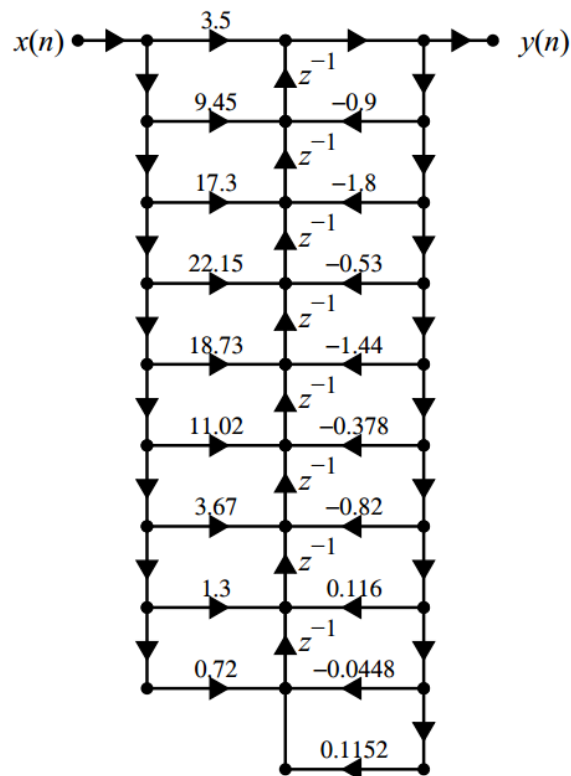 3.5
x(n) y(n)
z⁻¹
9.45 −0.9
z⁻¹
17.3 −1.8
z⁻¹
22.15 −0.53
z⁻¹
18.73 −1.44
z⁻¹
11.02 −0.378
z⁻¹
3.67 −0.82
z⁻¹
1.3 0.116
z⁻¹
0.72 −0.0448
0.1152